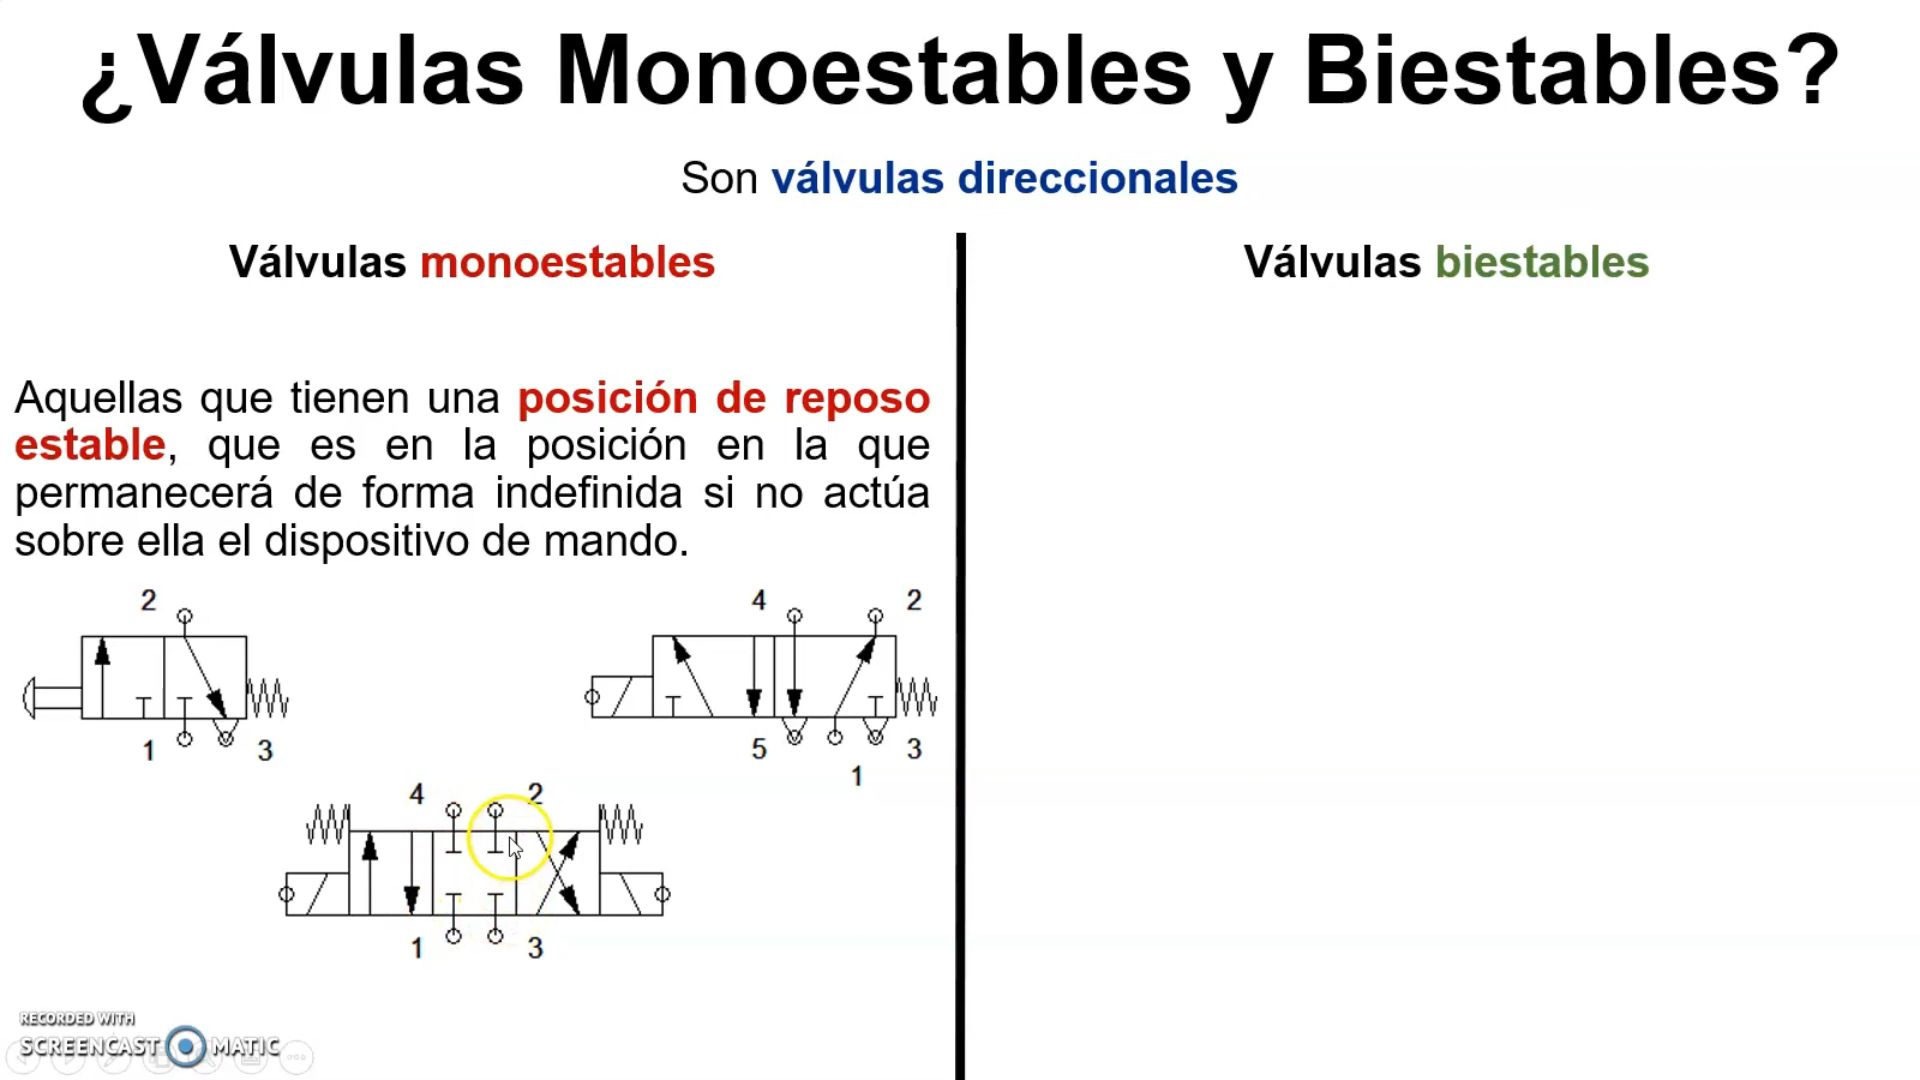 ¿Válvulas Monoestables y Biestables?
Son válvulas direccionales
Válvulas monoestables
Válvulas biestables
Aquellas que tienen una posición de reposo
estable, que es en la posición en la que
permanecerá de forma indefinida si no actúa
sobre ella el dispositivo de mando.
2
1 3
4 2
5 3
1
4 2
1 3
RECORDED WITH
SCREENCAST MATIC